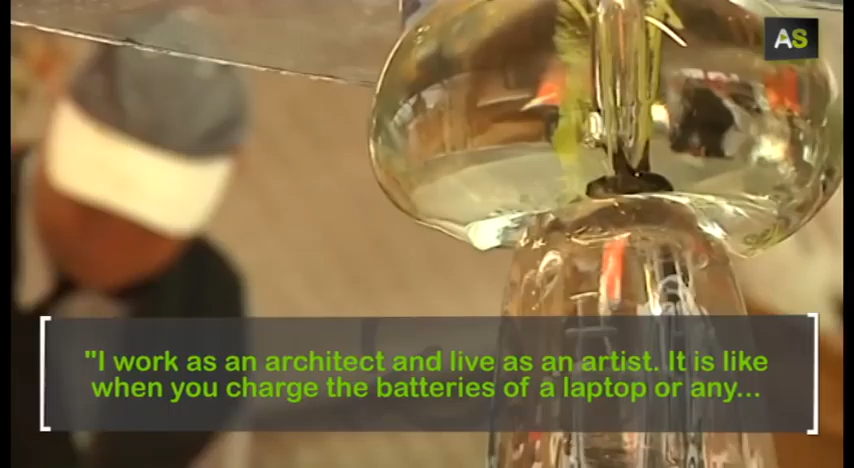 AS
"I work as an architect and live as an artist. It is like
when you charge the batteries of a laptop or any...